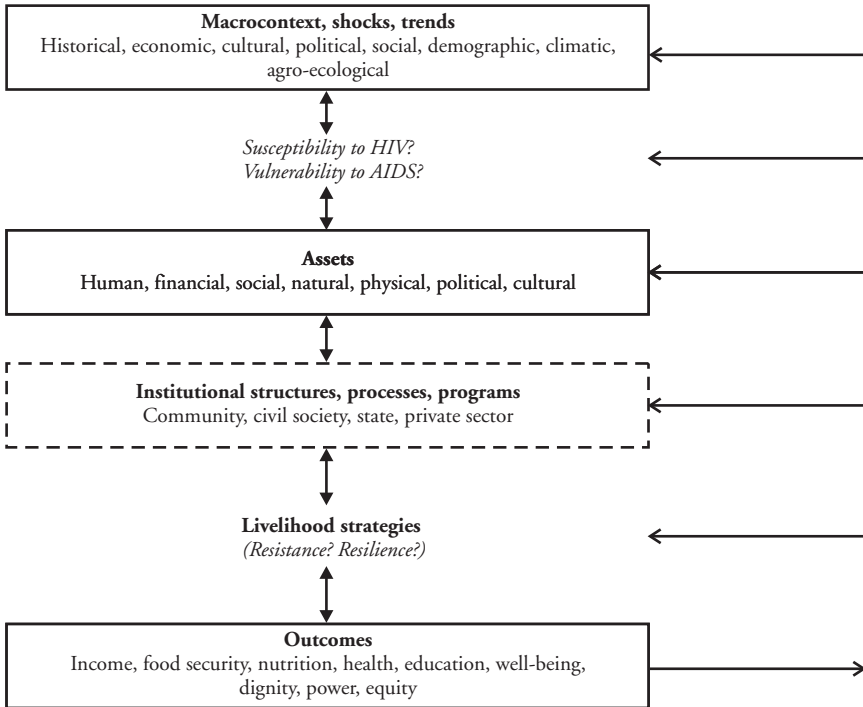 Macrocontext, shocks, trends
Historical, economic, cultural, political, social, demographic, climatic,
agro-ecological
Susceptibility to HIV?
Vulnerability to AIDS?
Assets
Human, financial, social, natural, physical, political, cultural
Institutional structures, processes, programs
Community, civil society, state, private sector
Livelihood strategies
(Resistance? Resilience?)
Outcomes
Income, food security, nutrition, health, education, well-being,
dignity, power, equity